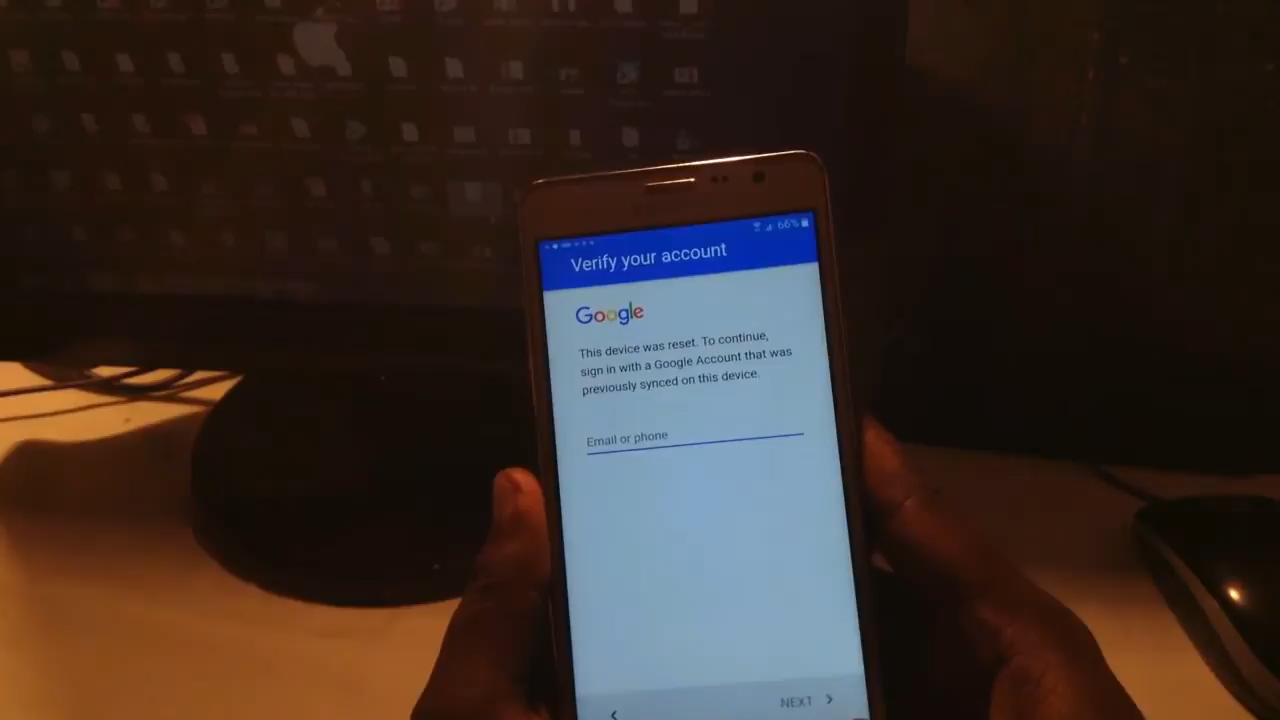 66%
Verify your account
Google
This device was reset. To continue,
sign in with a Google Account that was
previously synced on this device.
Email or phone
NEXT